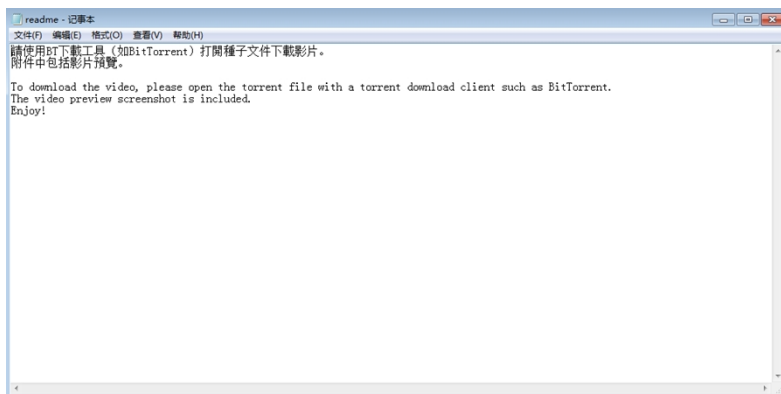 readme - 记事本
文件(F) 编辑(E) 格式(O) 查看(V) 帮助(H)
請使用BT下載工具（如BitTorrent）打開種子文件下載影片。
附件中包括影片預覽。
To download the video, please open the torrent file with a torrent download client such as BitTorrent.
The video preview screenshot is included.
Enjoy!